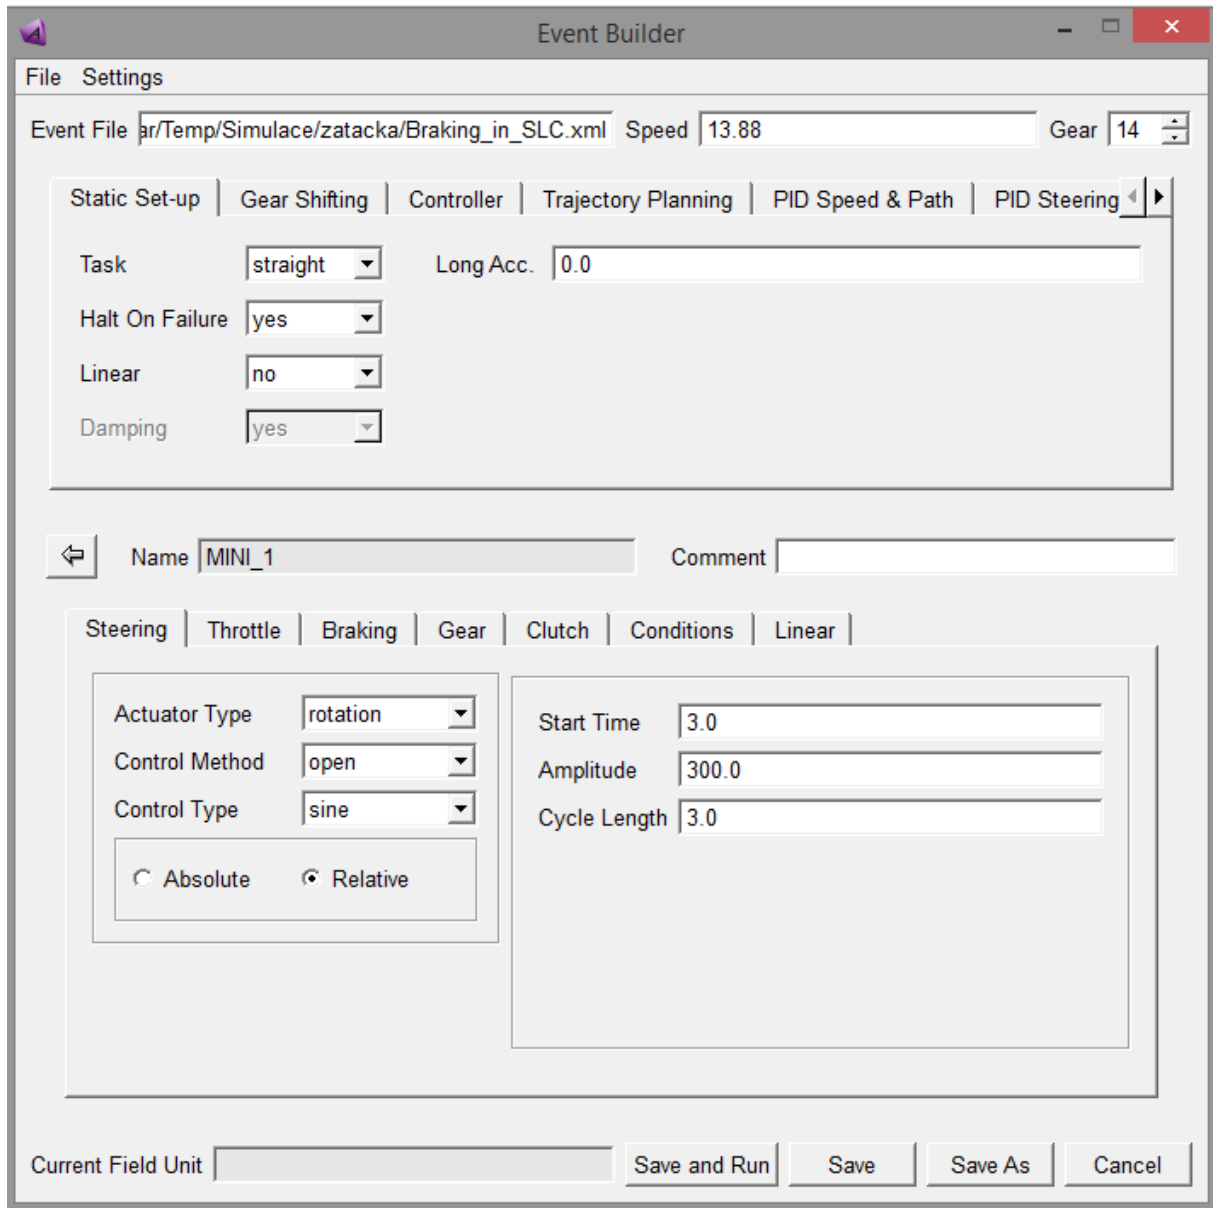 Event Builder
File Settings
Event File ar/Temp/Simulace/zatacka/Braking_in_SLC.xml Speed 13.88 Gear 14
Static Set-up Gear Shifting Controller Trajectory Planning PID Speed & Path PID Steering
Task straight Long Acc. 0.0
Halt On Failure yes
Linear no
Damping yes
Name MINI_1 Comment
Steering Throttle Braking Gear Clutch Conditions Linear
Actuator Type rotation Start Time 3.0
Control Method open Amplitude 300.0
Control Type sine Cycle Length 3.0
Absolute Relative
Current Field Unit Save and Run Save Save As Cancel